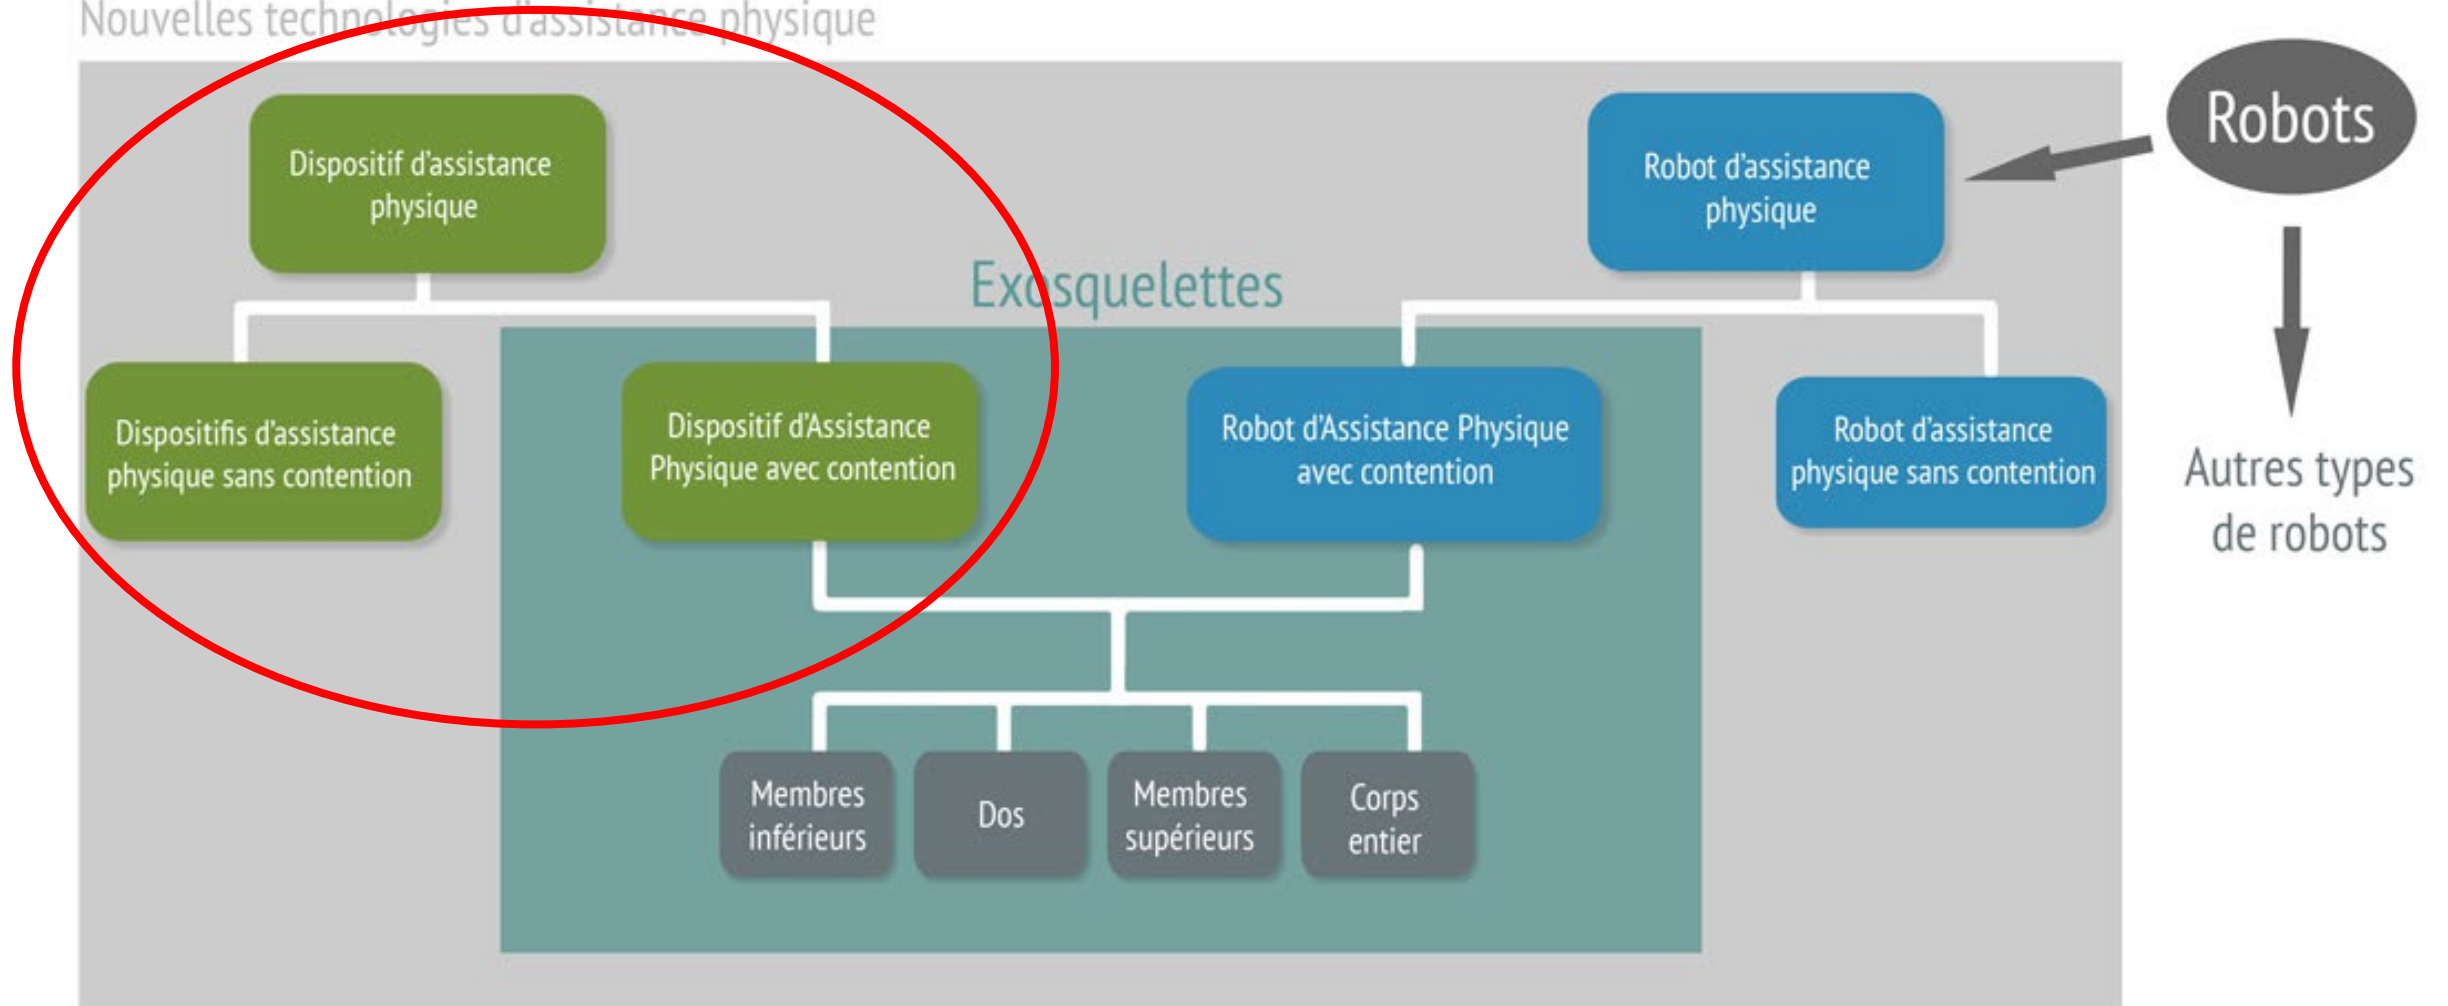 Nouvelles technologies d'assistance physique
Robots
Dispositif d'assistance
physique
Robot d'assistance
physique
Exosquelettes
Dispositifis d'assistance
physique sans contention
Dispositif d'Assistance
Physique avec contention
Robot d'Assistance Physique
avec contention
Robot d'assistance
physique sans contention
Autres types
de robots
Membres
inférieurs
Dos
Membres
supérieurs
Corps
entier